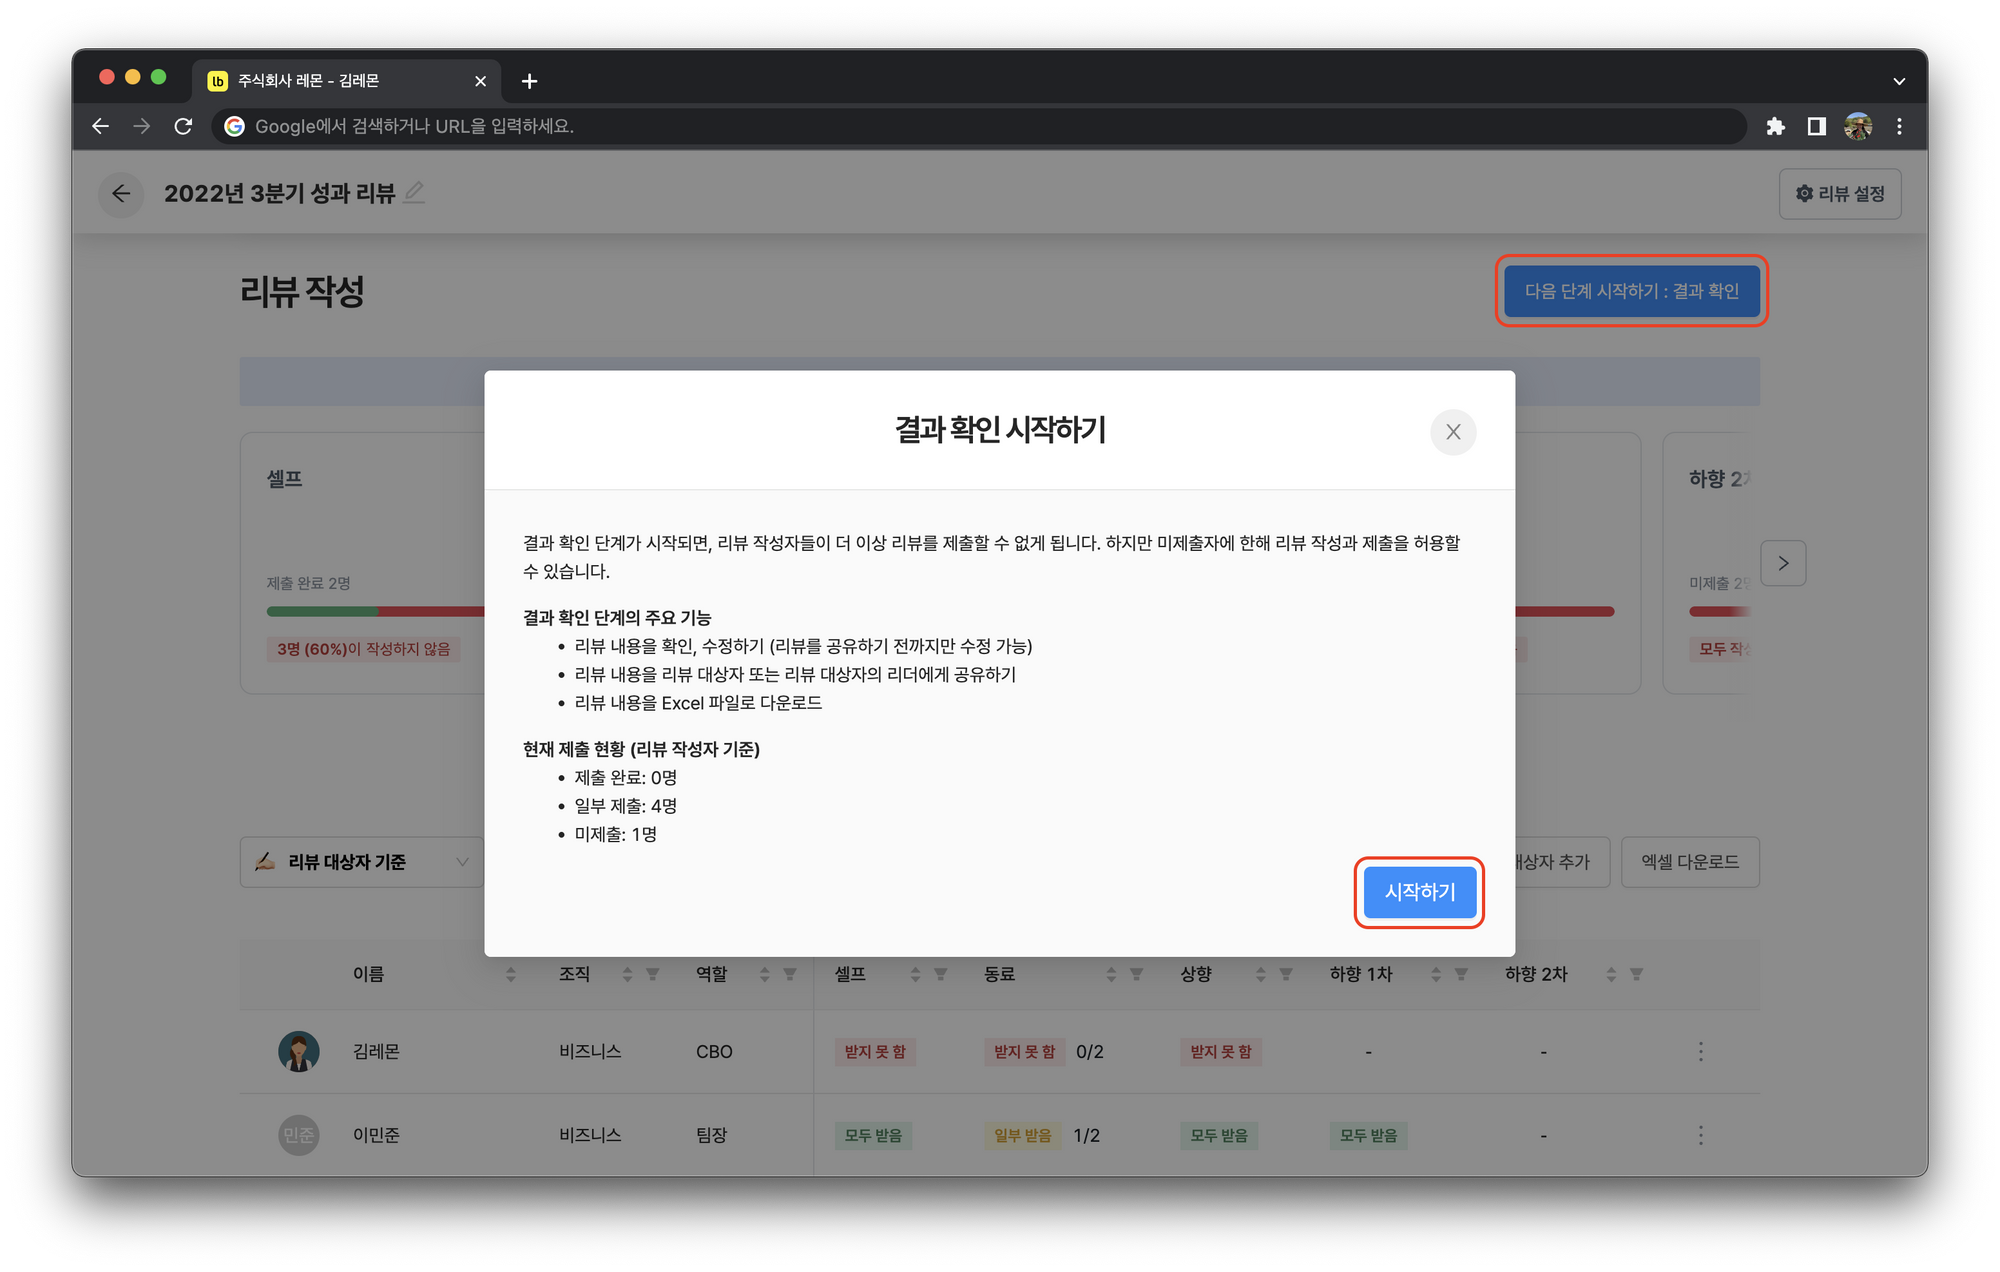 lb 주식회사 레몬 - 김레몬
Google에서 검색하거나 URL을 입력하세요.
2022년 3분기 성과 리뷰
리뷰 설정
리뷰 작성
다음 단계 시작하기 : 결과 확인
결과 확인 시작하기
셀프
하향
제출 완료 2명
미제출
3명 (60%)이 작성하지 않음
모두
결과 확인 단계가 시작되면, 리뷰 작성자들이 더 이상 리뷰를 제출할 수 없게 됩니다. 하지만 미제출자에 한해 리뷰 작성과 제출을 허용할
수 있습니다.
결과 확인 단계의 주요 기능
• 리뷰 내용을 확인, 수정하기 (리뷰를 공유하기 전까지만 수정 가능)
• 리뷰 내용을 리뷰 대상자 또는 리뷰 대상자의 리더에게 공유하기
• 리뷰 내용을 Excel 파일로 다운로드
현재 제출 현황 (리뷰 작성자 기준)
• 제출 완료: 0명
• 일부 제출: 4명
• 미제출: 1명
시작하기
리뷰 대상자 기준
추가
엑셀 다운로드
이름 조직 역할 셀프 동료 상향 하향 1차 하향 2차
김레몬 비즈니스 CBO 받지 못 함 받지 못 함 0/2 받지 못 함 - -
민준 이민준 비즈니스 팀장 모두 받음 일부 받음 1/2 모두 받음 모두 받음 -